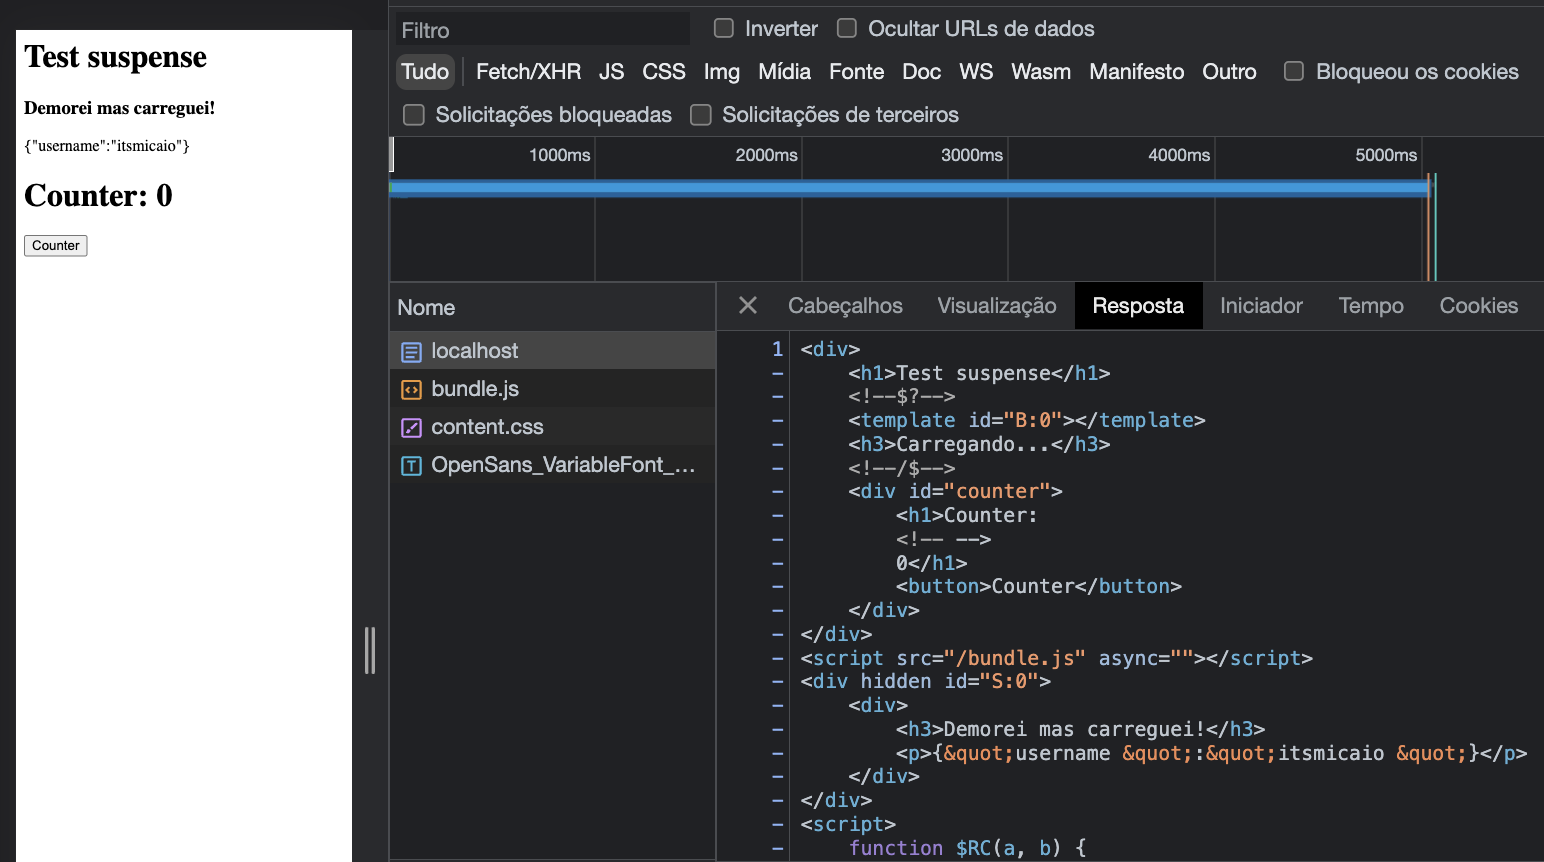 Test suspense
Demorei mas carreguei!
{"username":"itsmicaio"}
Counter: 0
Counter
Filtro
Inverter
Ocultar URLs de dados
Tudo
Fetch/XHR JS CSS Img Mídia Fonte Doc WS Wasm Manifesto Outro
Bloqueou os cookies
Solicitações bloqueadas
Solicitações de terceiros
1000ms 2000ms 3000ms 4000ms 5000ms
Nome
localhost
bundle.js
content.css
OpenSans_VariableFont_...
Cabeçalhos Visualização Resposta Iniciador Tempo Cookies
1 <div>
- <h1>Test suspense</h1>
- <!--$?-->
- <template id="B:0"></template>
- <h3>Carregando...</h3>
- <!--/$-->
- <div id="counter">
- <h1>Counter:
- <!-- -->
- 0</h1>
- <button>Counter</button>
- </div>
- </div>
- <script src="/bundle.js" async=""></script>
- <div hidden id="S:0">
- <div>
- <h3>Demorei mas carreguei!</h3>
- <p>{&quot;username &quot;:&quot;itsmicaio &quot;}</p>
- </div>
- </div>
- <script>
- function $RC(a, b) {